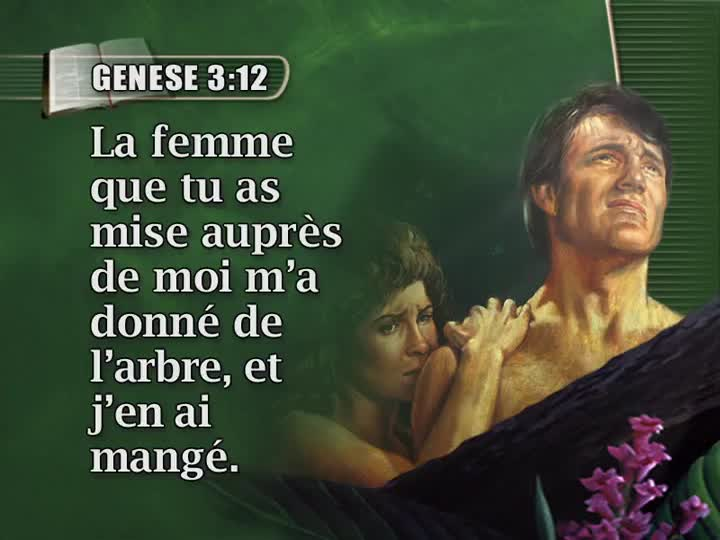 GENESE 3:12
La femme
que tu as
mise auprès
de moi m’a
donné de
l’arbre, et
j’en ai
mangé.